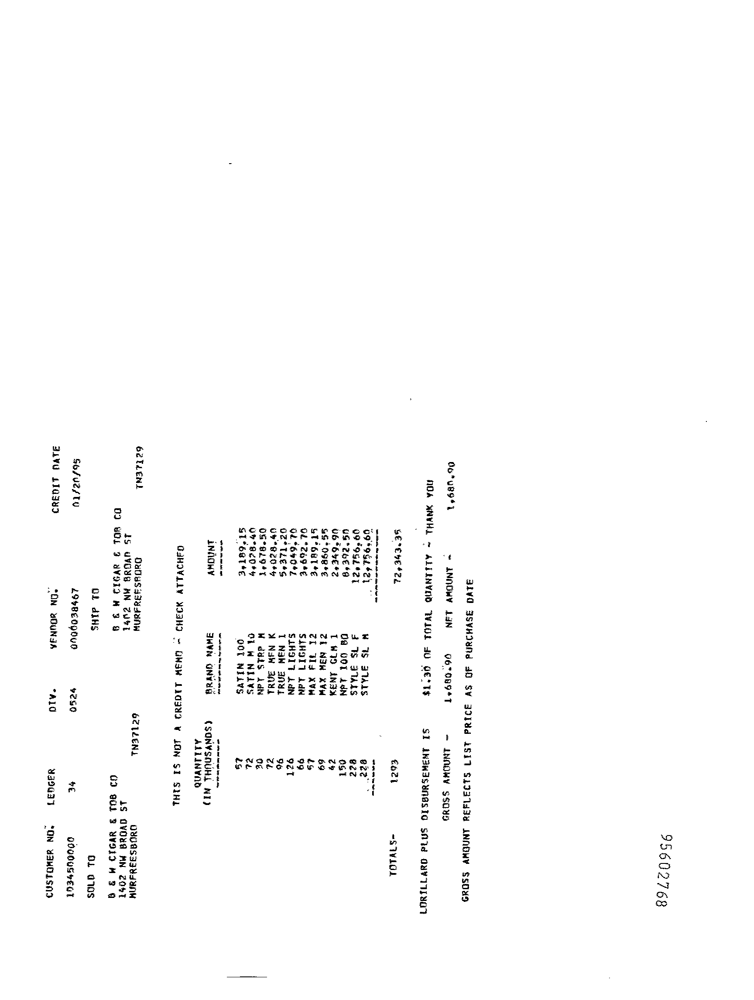 CUSTOMER NO. LEDGER DIV. VENDOR NO. CREDIT DATE
1034500000 34 0524 0000038467 01/20/95
SOLD TO SHIP TO
B & W CIGAR & TOB CO B & W CIGAR & TOB CO
1402 NW BROAD ST 1402 NW BROAD ST
MURFREESBORO TN37129 MURFREESBORO TN37129
THIS IS NOT A CREDIT MEMO - CHECK ATTACHED
QUANTITY
(IN THOUSANDS) BRAND NAME AMOUNT
57 SATIN 100 3,189.15
72 SATIN M 10 4,028.40
30 NPT STRP M 1,678.50
72 TRUE MEN K 4,028.40
96 TRUE MEN 1 5,371.20
126 NPT LIGHTS 7,049.70
66 NPT LIGHTS 3,692.70
57 MAX FIL 12 3,189.15
69 MAX MEN 12 3,860.55
42 KENT GLM 1 2,349.90
150 NPT 100 BO 8,392.50
228 STYLE SL F 12,756.60
228 STYLE SL M 12,756.60
TOTALS- 1293 72,343.35
LORILLARD PLUS DISBURSEMENT IS $1.30 OF TOTAL QUANTITY - THANK YOU
GROSS AMOUNT - 1,680.90 NET AMOUNT - 1,680.90
GROSS AMOUNT REFLECTS LIST PRICE AS OF PURCHASE DATE
95602768